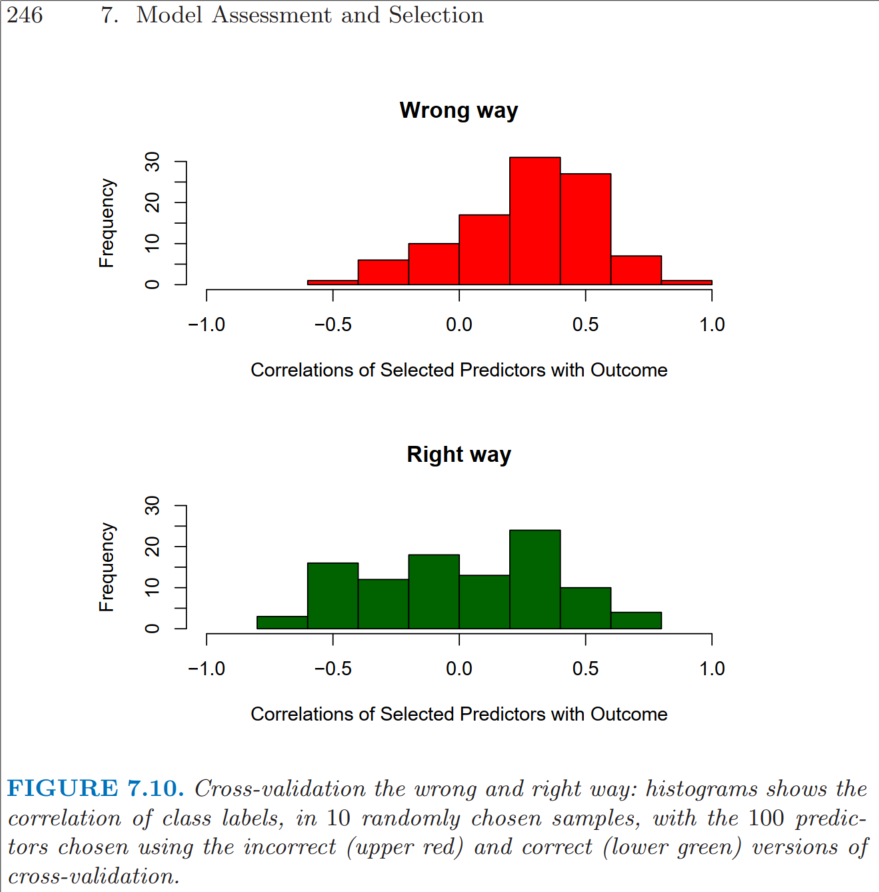 246 7. Model Assessment and Selection
Wrong way
Frequency
30
20
10
0
−1.0 −0.5 0.0 0.5 1.0
Correlations of Selected Predictors with Outcome
Right way
Frequency
30
20
10
0
−1.0 −0.5 0.0 0.5 1.0
Correlations of Selected Predictors with Outcome
FIGURE 7.10. Cross-validation the wrong and right way: histograms shows the
correlation of class labels, in 10 randomly chosen samples, with the 100 predic-
tors chosen using the incorrect (upper red) and correct (lower green) versions of
cross-validation.